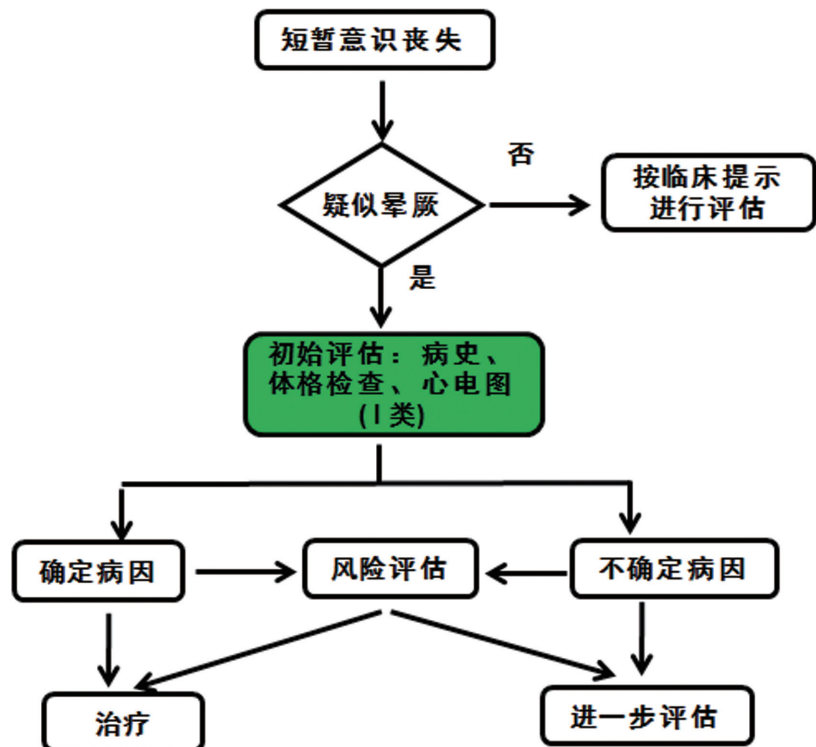 短暂意识丧失
疑似晕厥
否
按临床提示
进行评估
是
初始评估：病史、
体格检查、心电图
(I 类)
确定病因
风险评估
不确定病因
治疗
进一步评估